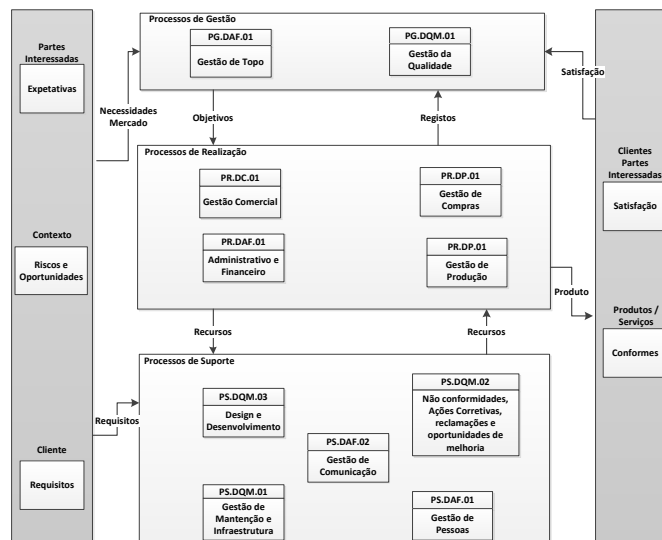 Processos de Gestão
PG.DAF.01
Gestão de Topo
PG.DQM.01
Gestão da
Qualidade
Partes
Interessadas
Expetativas
Necessidades
Mercado
Satisfação
Objetivos
Registos
Processos de Realização
PR.DC.01
Gestão Comercial
PR.DP.01
Gestão de
Compras
PR.DAF.01
Administrativo e
Financeiro
PR.DP.01
Gestão de
Produção
Clientes
Partes
Interessadas
Satisfação
Contexto
Riscos e
Oportunidades
Produto
Produtos /
Serviços
Conformes
Recursos
Recursos
Processos de Suporte
PS.DQM.03
Design e
Desenvolvimento
PS.DQM.02
Não conformidades,
Ações Corretivas,
reclamações e
oportunidades de
melhoria
Requisitos
PS.DAF.02
Gestão de
Comunicação
Cliente
Requisitos
PS.DQM.01
Gestão de
Mantenção e
Infraestrutura
PS.DAF.01
Gestão de
Pessoas